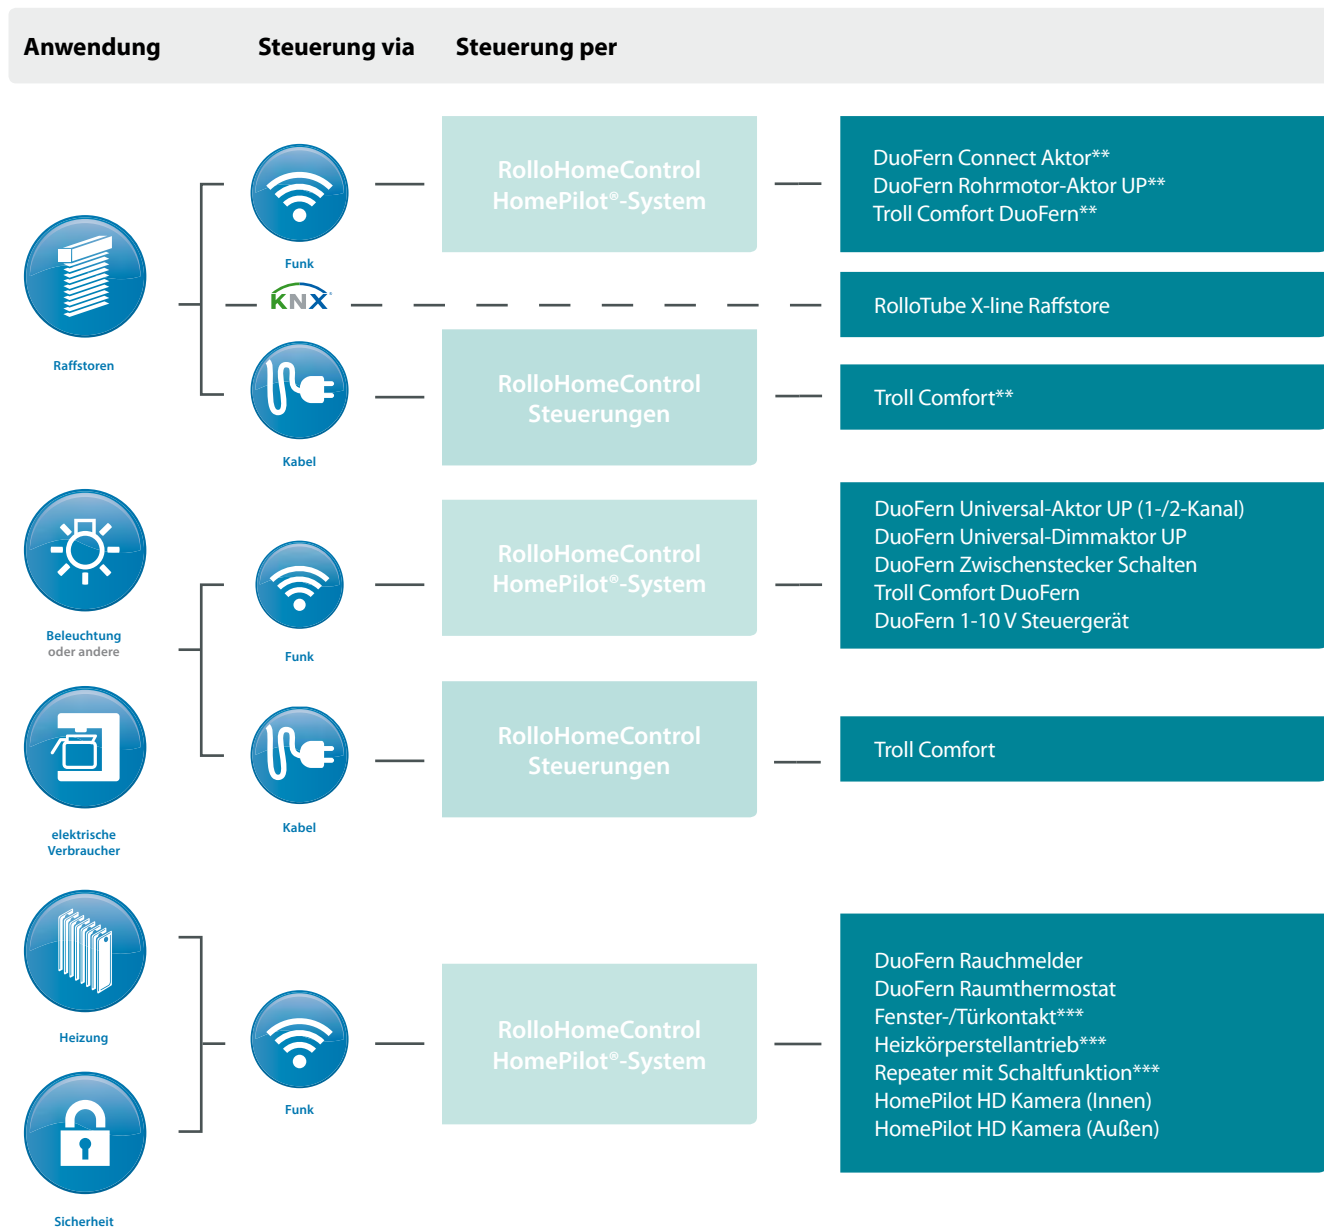 Anwendung
Steuerung via
Steuerung per
Raffstoren
Funk
RolloHomeControl
HomePilot®-System
DuoFern Connect Aktor**
DuoFern Rohrmotor-Aktor UP**
Troll Comfort DuoFern**
KNX
RolloTube X-line Raffstore
Kabel
RolloHomeControl
Steuerungen
Troll Comfort**
Beleuchtung
oder andere
elektrische
Verbraucher
Funk
RolloHomeControl
HomePilot®-System
DuoFern Universal-Aktor UP (1-/2-Kanal)
DuoFern Universal-Dimmaktor UP
DuoFern Zwischenstecker Schalten
Troll Comfort DuoFern
DuoFern 1-10 V Steuergerät
Kabel
RolloHomeControl
Steuerungen
Troll Comfort
Heizung
Sicherheit
Funk
RolloHomeControl
HomePilot®-System
DuoFern Rauchmelder
DuoFern Raumthermostat
Fenster-/Türkontakt***
Heizkörperstellantrieb***
Repeater mit Schaltfunktion***
HomePilot HD Kamera (Innen)
HomePilot HD Kamera (Außen)